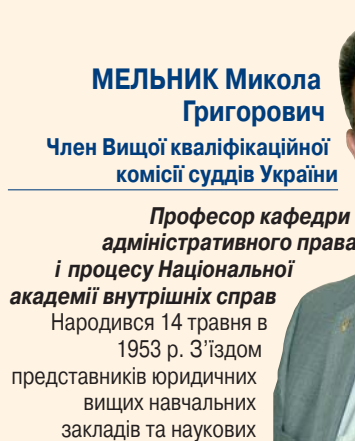 МЕЛЬНИК Микола
Григорович
Член Вищої кваліфікаційної
комісії суддів України
Професор кафедри
адміністративного права
і процесу Національної
академії внутрішніх справ
Народився 14 травня в
1953 р. З’їздом
представників юридичних
вищих навчальних
закладів та наукових